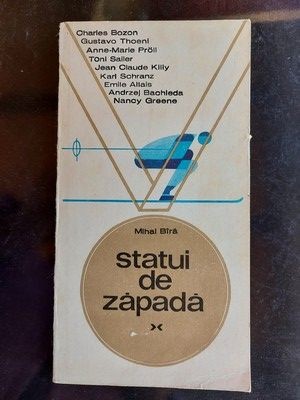 Charles Bozon
Gustavo Thoeni
Anne-Marie Pröll
Toni Sailer
Jean Claude Killy
Karl Schranz
Emile Allais
Andrzej Bachleda
Nancy Greene
Mihai Bîră
statui
de
zăpadă